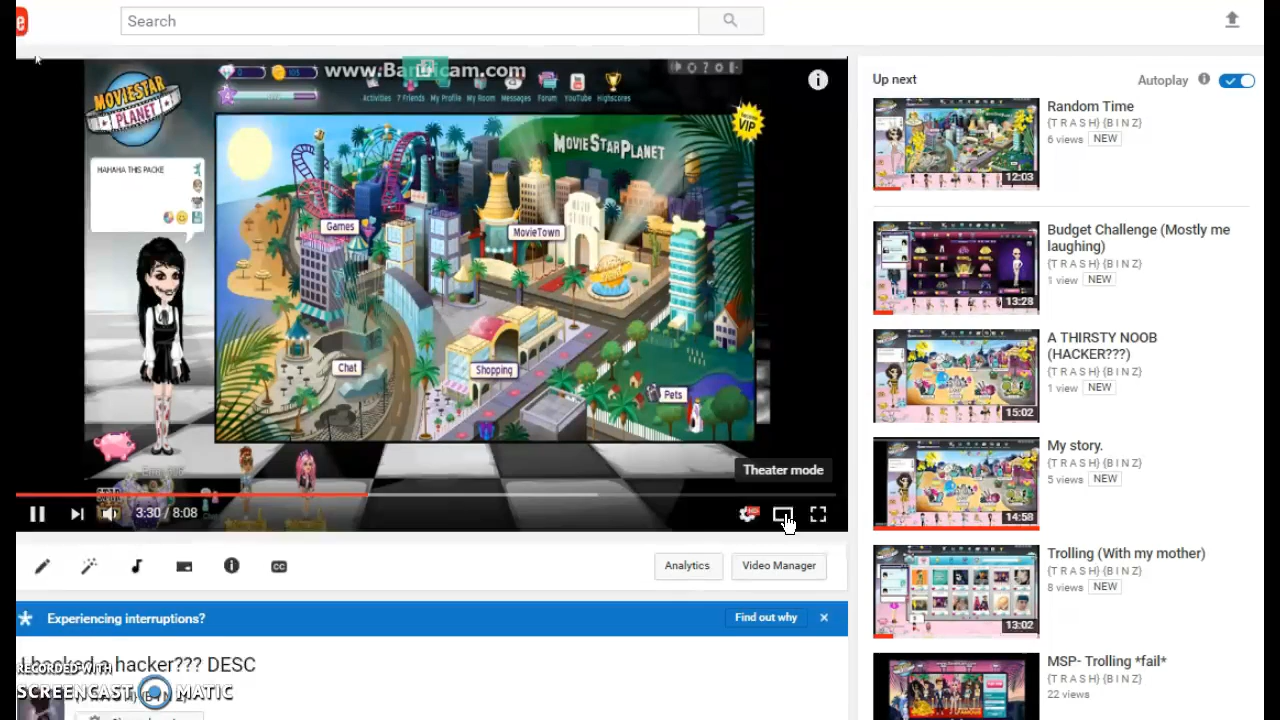 Search
www.Bandicam.com
MOVIESTAR
PLANET
Activities 7 Friends My Profile My Room Messages Forum YouTube Highscores
VIP
HAHAHA THIS PACKE
MOVIESTARPLANET
Games
MovieTown
Chat
Shopping
Pets
Theater mode
3:30 / 8:08
CC
Analytics
Video Manager
Experiencing interruptions?
Find out why
hacker??? DESC
RECORDED WITH
SCREENCAST MATIC
Up next
Autoplay
Random Time
{T R A S H} {B I N Z}
6 views NEW
12:03
Budget Challenge (Mostly me
laughing)
{T R A S H} {B I N Z}
1 view NEW
13:28
A THIRSTY NOOB
(HACKER???)
{T R A S H} {B I N Z}
1 view NEW
15:02
My story.
{T R A S H} {B I N Z}
5 views NEW
14:58
Trolling (With my mother)
{T R A S H} {B I N Z}
8 views NEW
13:02
MSP- Trolling *fail*
{T R A S H} {B I N Z}
22 views